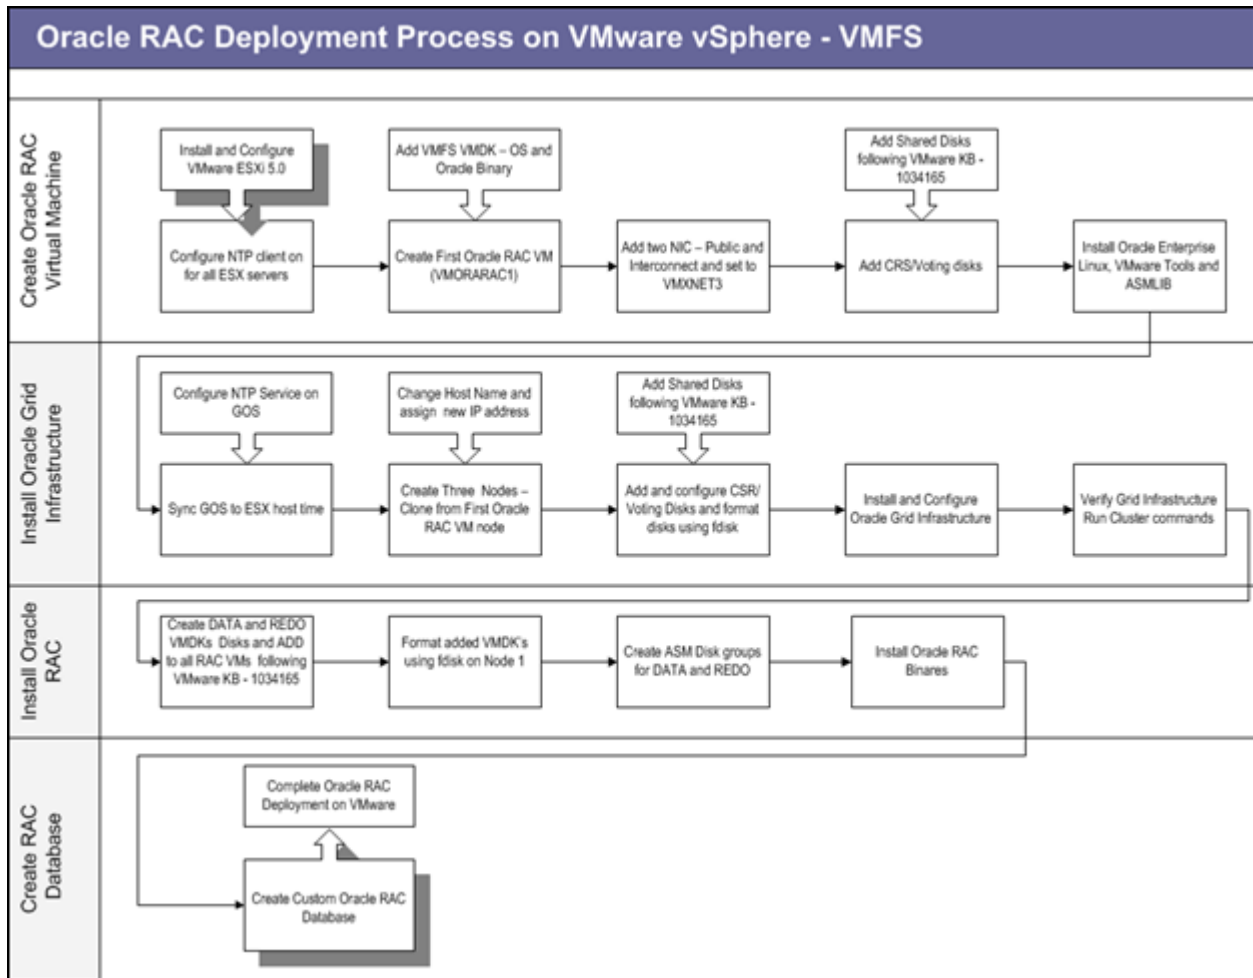 Oracle RAC Deployment Process on VMware vSphere - VMFS
Create Oracle RAC
Virtual Machine
Install and Configure
VMware ESXi 5.0
Add VMFS VMDK – OS and
Oracle Binary
Add Shared Disks
following VMware KB -
1034165
Configure NTP client on
for all ESX servers
Create First Oracle RAC VM
(VMORARAC1)
Add two NIC – Public and
Interconnect and set to
VMXNET3
Add CRS/Voting disks
Install Oracle Enterprise
Linux, VMware Tools and
ASMLIB
Install Oracle Grid
Infrastructure
Configure NTP Service on
GOS
Change Host Name and
assign new IP address
Add Shared Disks
following VMware KB -
1034165
Sync GOS to ESX host time
Create Three Nodes –
Clone from First Oracle
RAC VM node
Add and configure CSR/
Voting Disks and format
disks using fdisk
Install and Configure
Oracle Grid Infrastructure
Verify Grid Infrastructure
Run Cluster commands
Install Oracle
RAC
Create DATA and REDO
VMDKs Disks and ADD
to all RAC VMs following
VMware KB - 1034165
Format added VMDK's
using fdisk on Node 1
Create ASM Disk groups
for DATA and REDO
Install Oracle RAC
Binares
Create RAC
Database
Complete Oracle RAC
Deployment on VMware
Create Custom Oracle RAC
Database